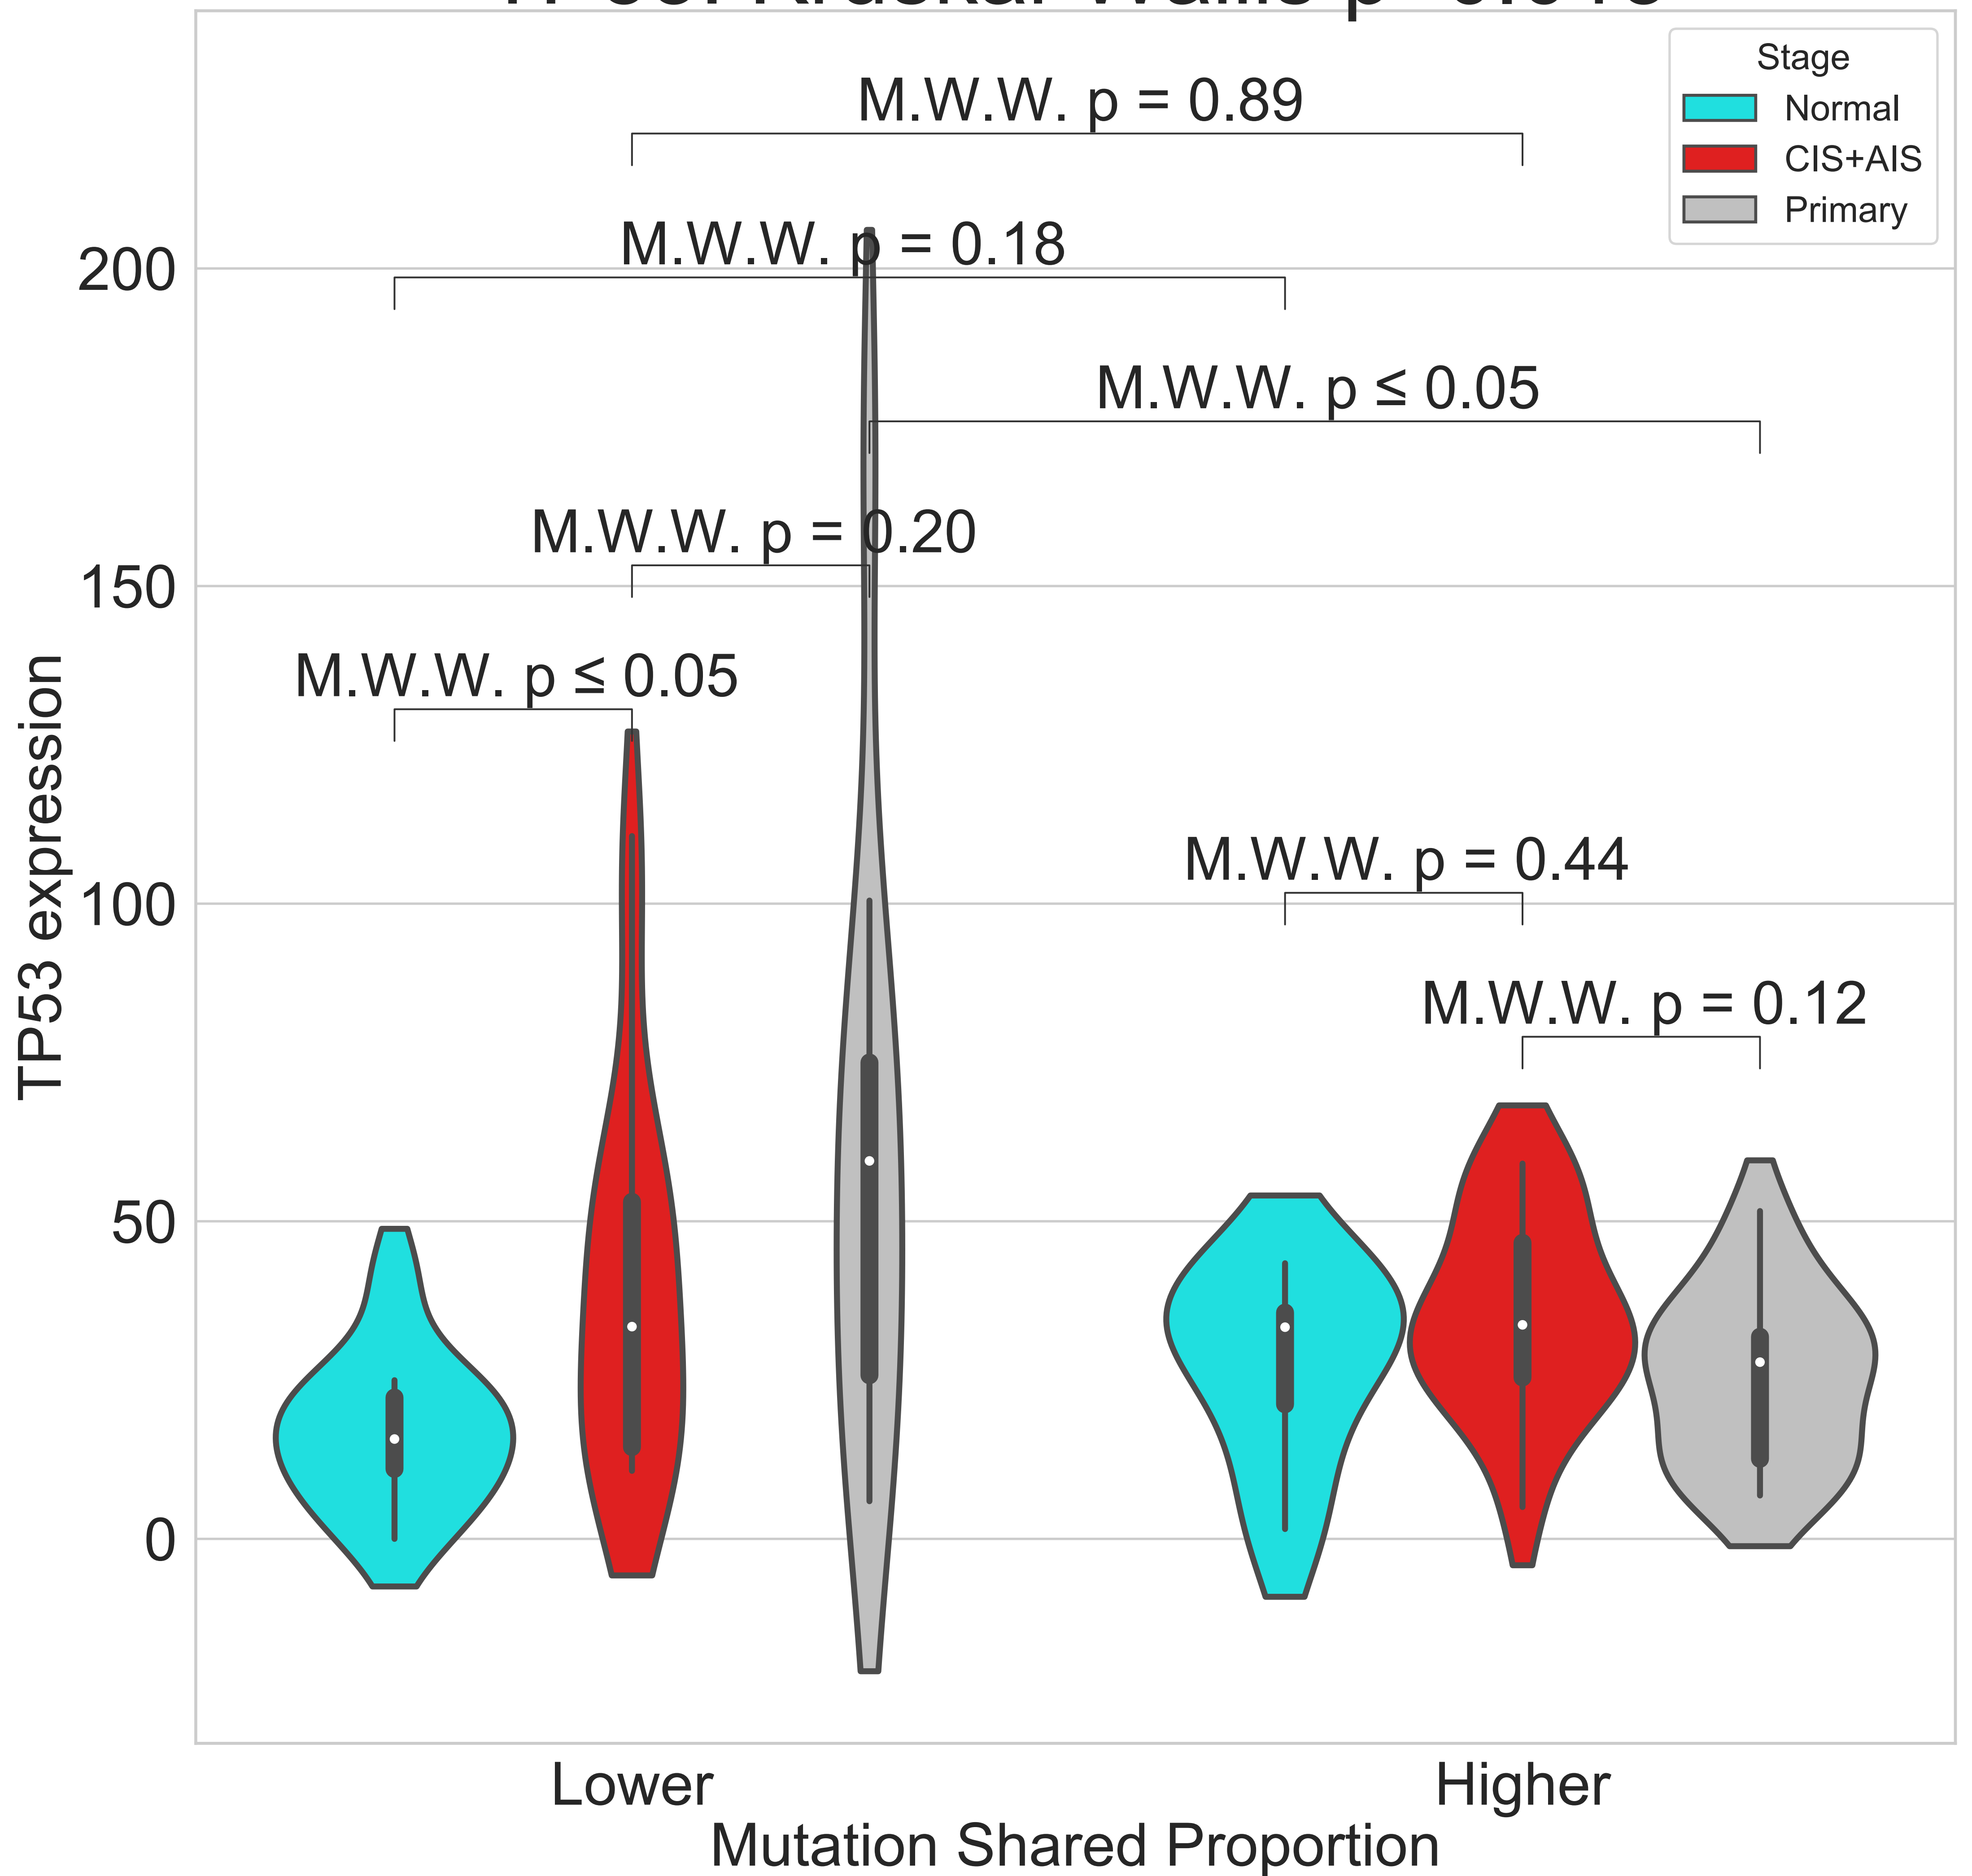 Stage
Normal
CIS+AIS
Primary
M.W.W. p = 0.89
M.W.W. p = 0.18
M.W.W. p ≤ 0.05
M.W.W. p = 0.20
M.W.W. p ≤ 0.05
M.W.W. p = 0.44
M.W.W. p = 0.12
200
150
100
50
0
TP53 expression
Lower
Higher
Mutation Shared Proportion